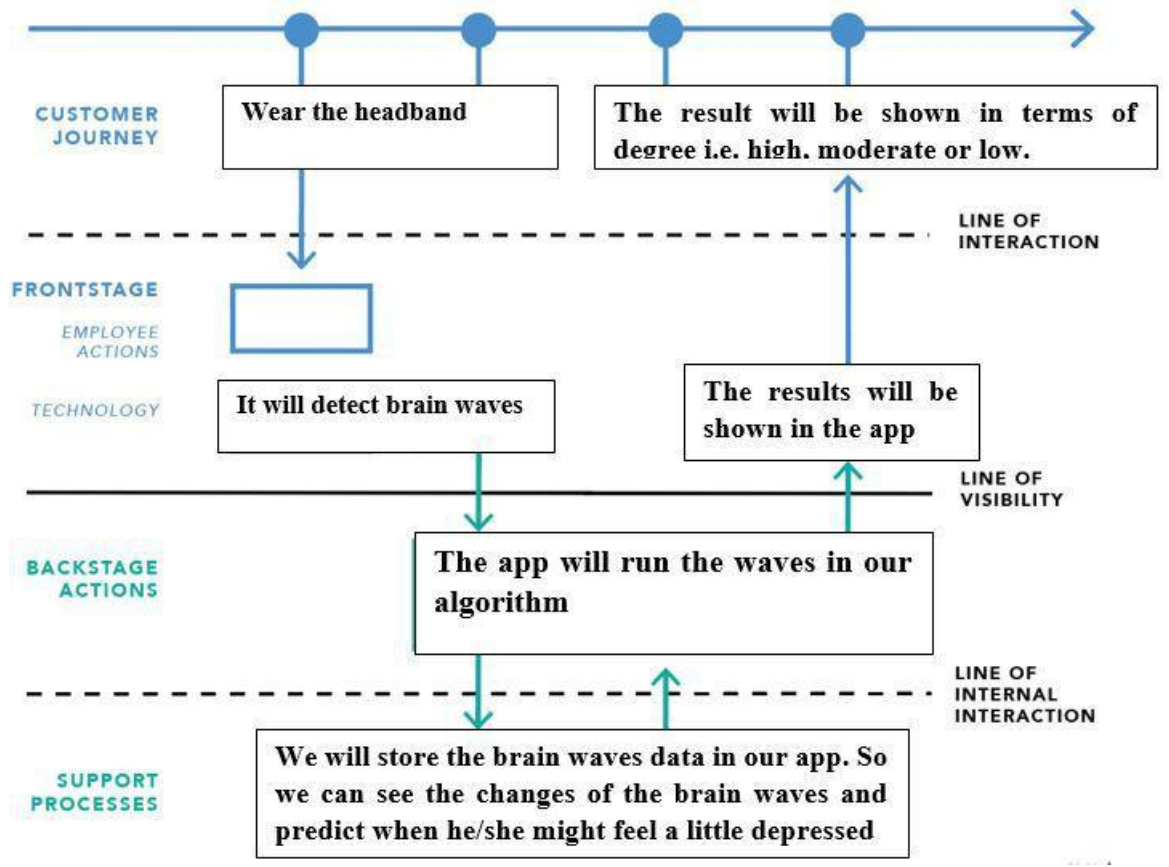 CUSTOMER
JOURNEY
Wear the headband
The result will be shown in terms of
degree i.e. high, moderate or low.
LINE OF
INTERACTION
FRONTSTAGE
EMPLOYEE
ACTIONS
TECHNOLOGY
It will detect brain waves
The results will be
shown in the app
LINE OF
VISIBILITY
BACKSTAGE
ACTIONS
The app will run the waves in our
algorithm
LINE OF
INTERNAL
INTERACTION
SUPPORT
PROCESSES
We will store the brain waves data in our app. So
we can see the changes of the brain waves and
predict when he/she might feel a little depressed